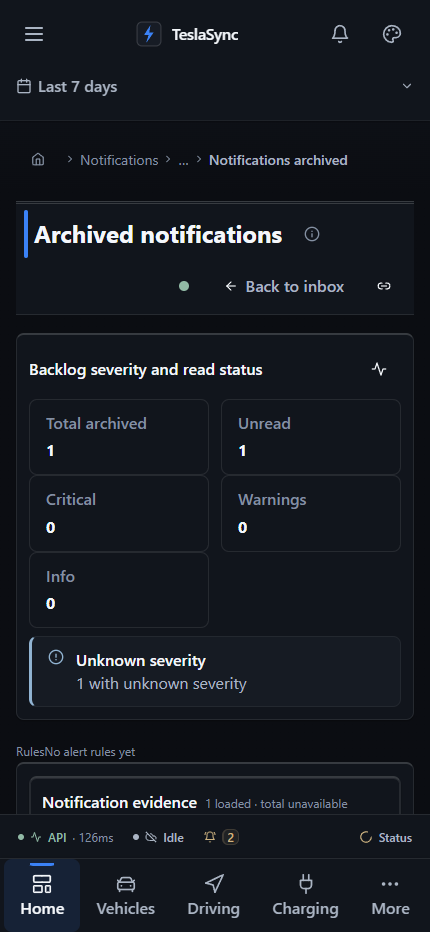 TeslaSync
Last 7 days
Notifications ... Notifications archived
Archived notifications
Back to inbox
Backlog severity and read status
Total archived Unread
1 1
Critical Warnings
0 0
Info
0
Unknown severity
1 with unknown severity
RulesNo alert rules yet
Notification evidence 1 loaded · total unavailable
API · 126ms Idle 2 Status
Home Vehicles Driving Charging More